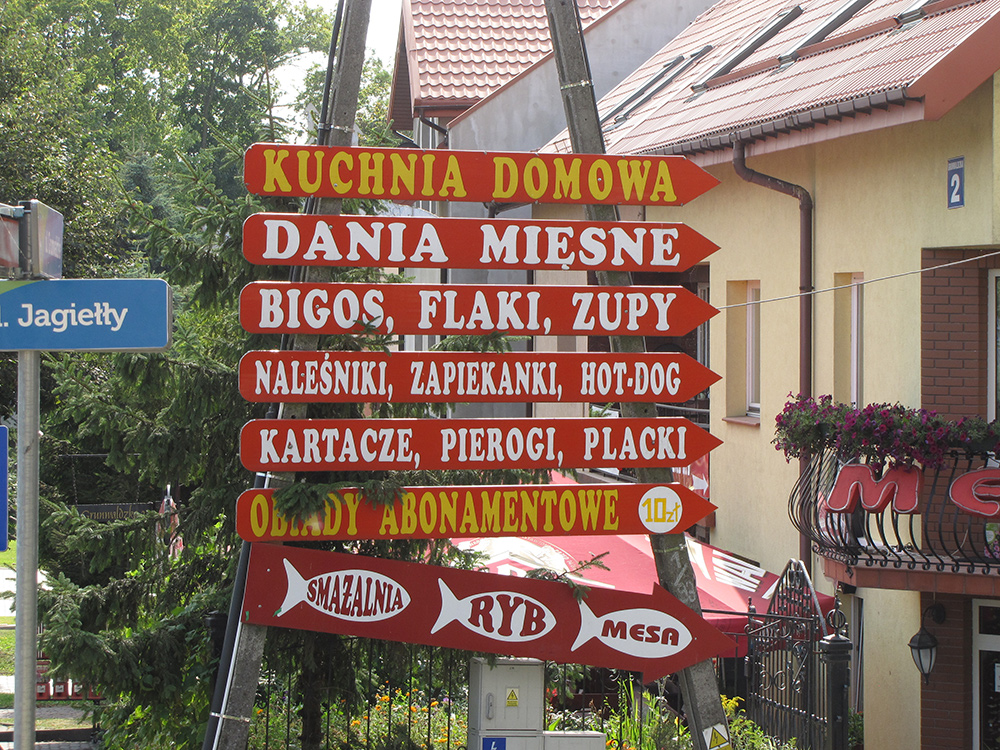 KUCHNIA DOMOWA
DANIA MIĘSNE
BIGOS, FLAKI, ZUPY
NALEŚNIKI, ZAPIEKANKI, HOT-DOG
KARTACZE, PIEROGI, PLACKI
OBIADY ABONAMENTOWE 10zł
SMAŻALNIA RYB MESA
Jagiełły
2
Me